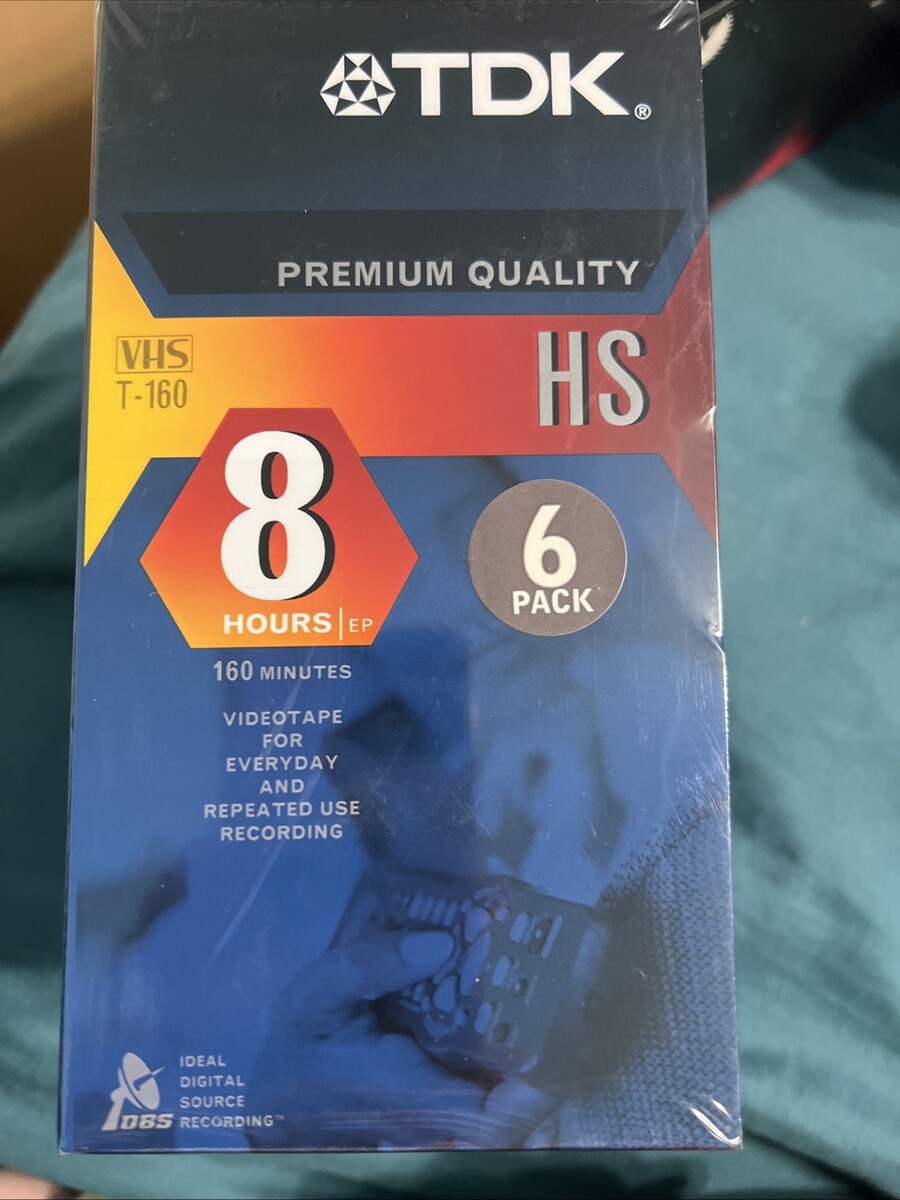 TDK®
PREMIUM QUALITY
VHS
T-160
HS
8
HOURS | EP
6
PACK
160 MINUTES
VIDEOTAPE
FOR
EVERYDAY
AND
REPEATED USE
RECORDING
DBS
IDEAL
DIGITAL
SOURCE
RECORDING™